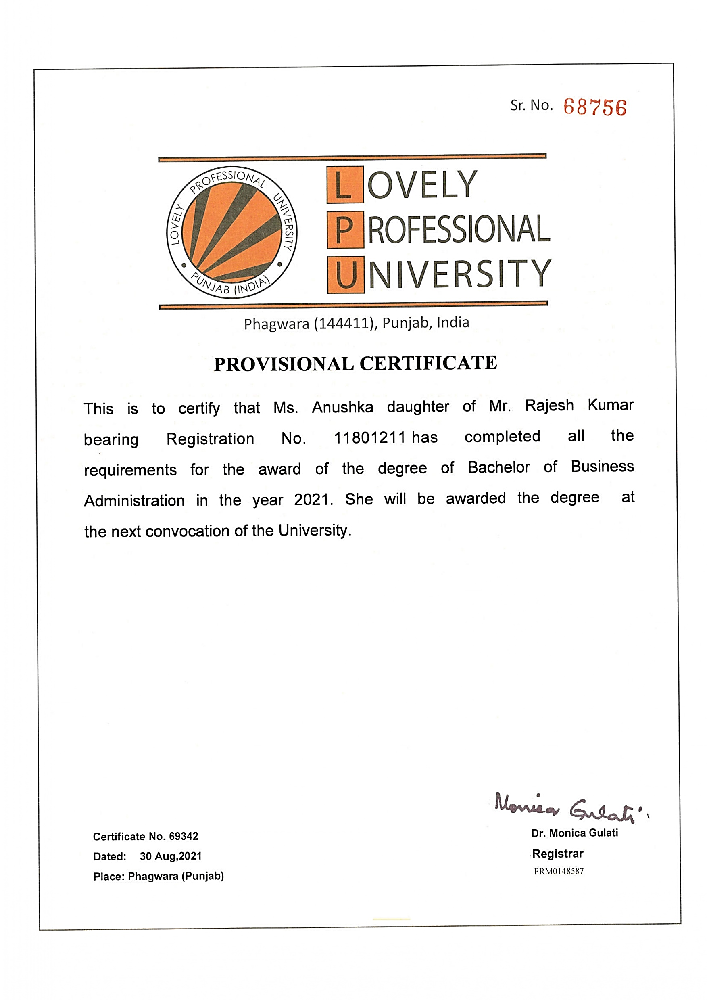 Sr. No. 68756
LOVELY PROFESSIONAL UNIVERSITY
PUNJAB (INDIA)
LOVELY
PROFESSIONAL
UNIVERSITY
Phagwara (144411), Punjab, India
PROVISIONAL CERTIFICATE
This is to certify that Ms. Anushka daughter of Mr. Rajesh Kumar
bearing Registration No. 11801211 has completed all the
requirements for the award of the degree of Bachelor of Business
Administration in the year 2021. She will be awarded the degree at
the next convocation of the University.
Monica Gulati
Certificate No. 69342
Dated: 30 Aug,2021
Place: Phagwara (Punjab)
Dr. Monica Gulati
Registrar
FRM0148587